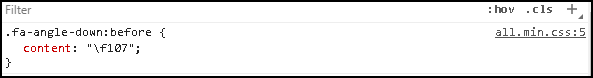 Filter :hov .cls +
.fa-angle-down:before { all.min.css:5
content: "\f107";
}